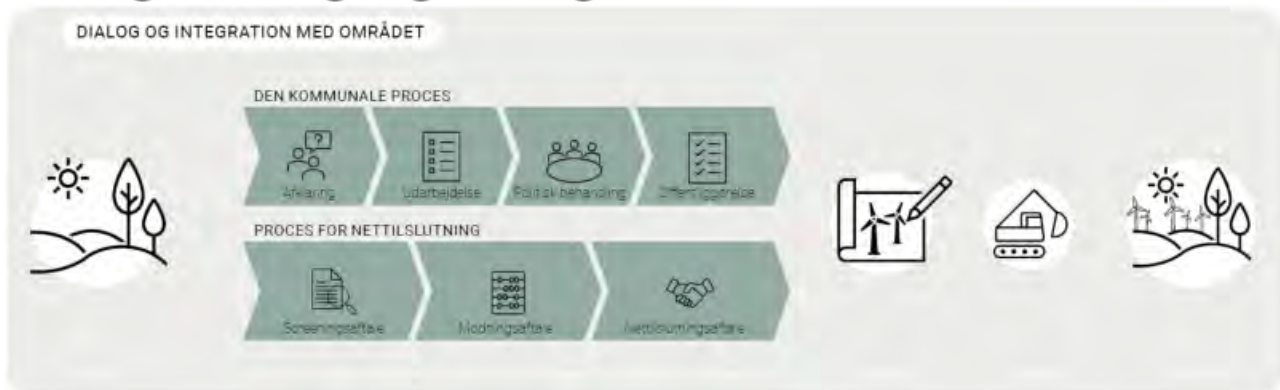 DIALOG OG INTEGRATION MED OMRÅDET
DEN KOMMUNALE PROCES
Afklaring
Udarbejdelse
Politisk behandling
Offentliggørelse
PROCES FOR NETTILSLUTNING
Screeningsaftale
Modningsaftale
Nettilslutningsaftale